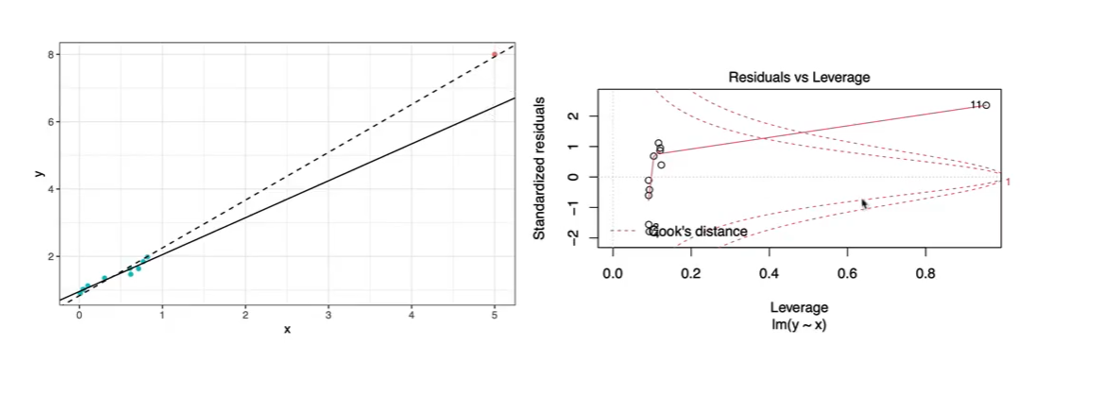 8
6
4
2
y
0 1 2 3 4 5
x
Residuals vs Leverage
Standardized residuals
2
1
0
−1
−2
11
1
Cook's distance
0.0 0.2 0.4 0.6 0.8
Leverage
lm(y ~ x)